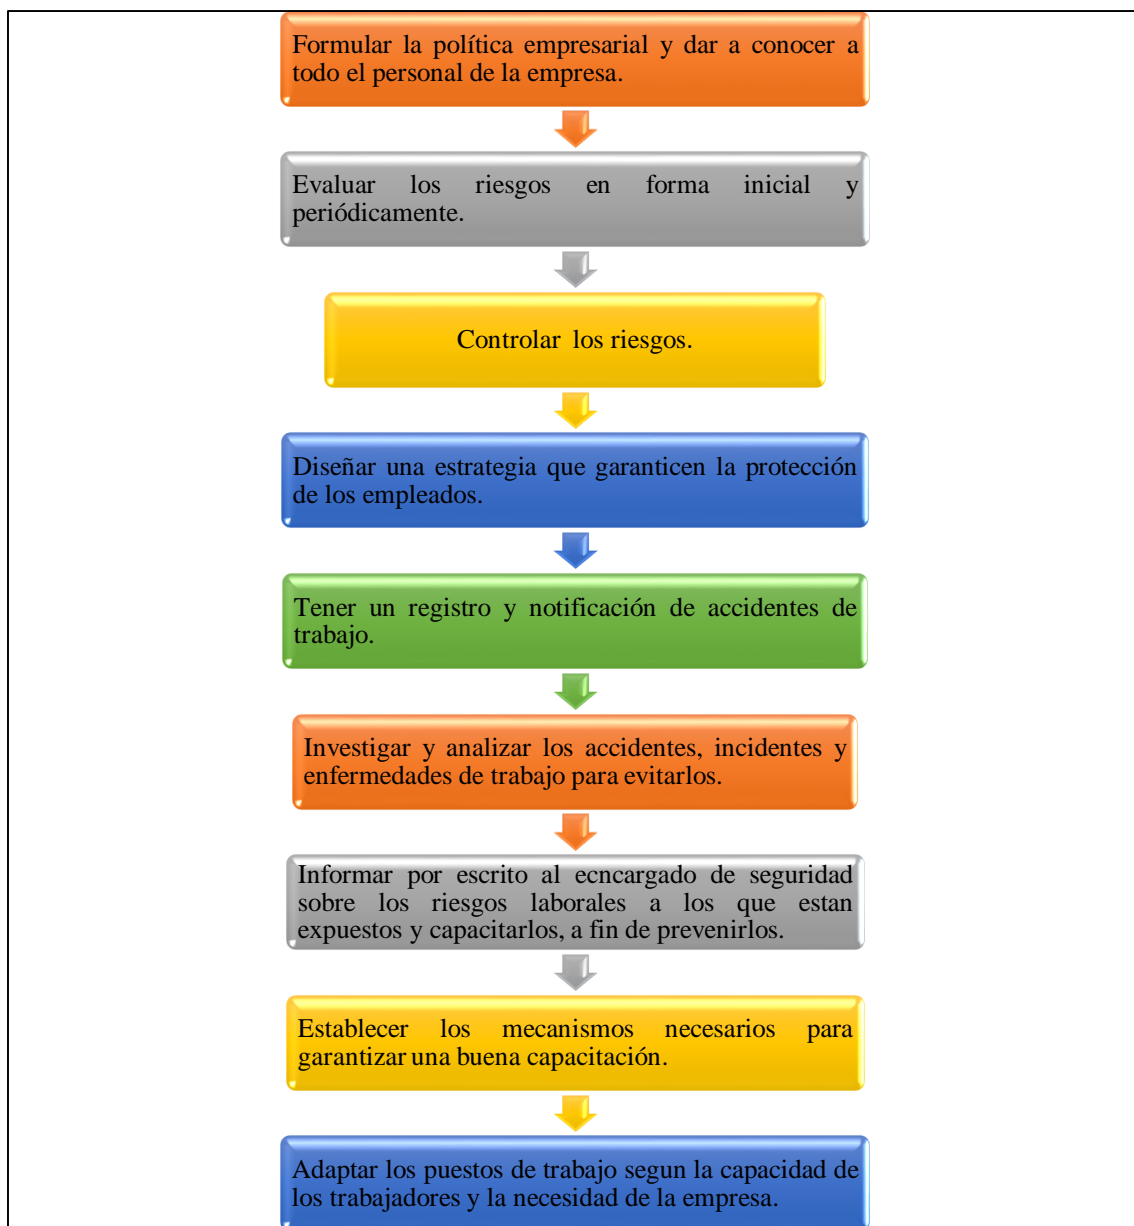 Formular la política empresarial y dar a conocer a
todo el personal de la empresa.
Evaluar los riesgos en forma inicial y
periódicamente.
Controlar los riesgos.
Diseñar una estrategia que garanticen la protección
de los empleados.
Tener un registro y notificación de accidentes de
trabajo.
Investigar y analizar los accidentes, incidentes y
enfermedades de trabajo para evitarlos.
Informar por escrito al ecncargado de seguridad
sobre los riesgos laborales a los que estan
expuestos y capacitarlos, a fin de prevenirlos.
Establecer los mecanismos necesarios para
garantizar una buena capacitación.
Adaptar los puestos de trabajo segun la capacidad de
los trabajadores y la necesidad de la empresa.